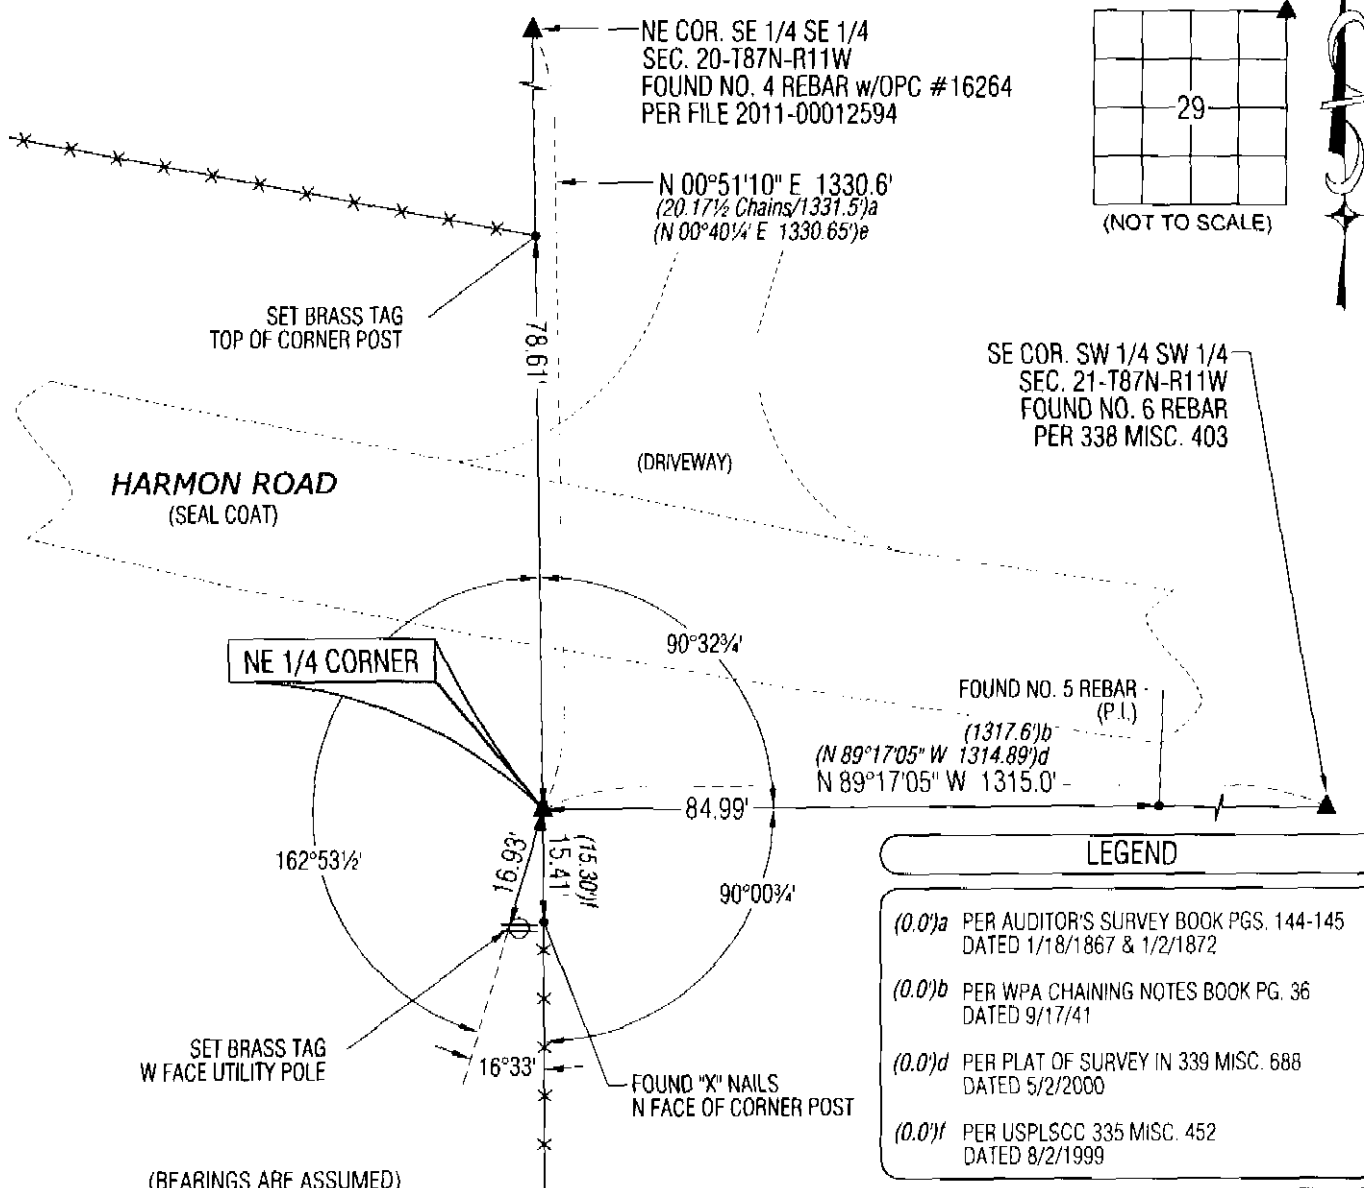 NE COR. SE 1/4 SE 1/4
SEC. 20-T87N-R11W
FOUND NO. 4 REBAR w/OPC #16264
PER FILE 2011-00012594
29
(NOT TO SCALE)
N 00°51'10" E 1330.6'
(20.17½ Chains/1331.5')a
(N 00°40¼' E 1330.65')e
SET BRASS TAG
TOP OF CORNER POST
78.61'
SE COR. SW 1/4 SW 1/4
SEC. 21-T87N-R11W
FOUND NO. 6 REBAR
PER 338 MISC. 403
HARMON ROAD
(SEAL COAT)
(DRIVEWAY)
NE 1/4 CORNER
90°32¾'
FOUND NO. 5 REBAR
(P.I.)
(1317.6')b
(N 89°17'05" W 1314.89')d
N 89°17'05" W 1315.0'
84.99'
162°53½'
16.93'
15.41'
(15.30')f
90°00¾'
SET BRASS TAG
W FACE UTILITY POLE
16°33'
FOUND "X" NAILS
N FACE OF CORNER POST
(BEARINGS ARE ASSUMED)
LEGEND
(0.0')a PER AUDITOR'S SURVEY BOOK PGS. 144-145
DATED 1/18/1867 & 1/2/1872
(0.0')b PER WPA CHAINING NOTES BOOK PG. 36
DATED 9/17/41
(0.0')d PER PLAT OF SURVEY IN 339 MISC. 688
DATED 5/2/2000
(0.0')f PER USPLSCC 335 MISC. 452
DATED 8/2/1999